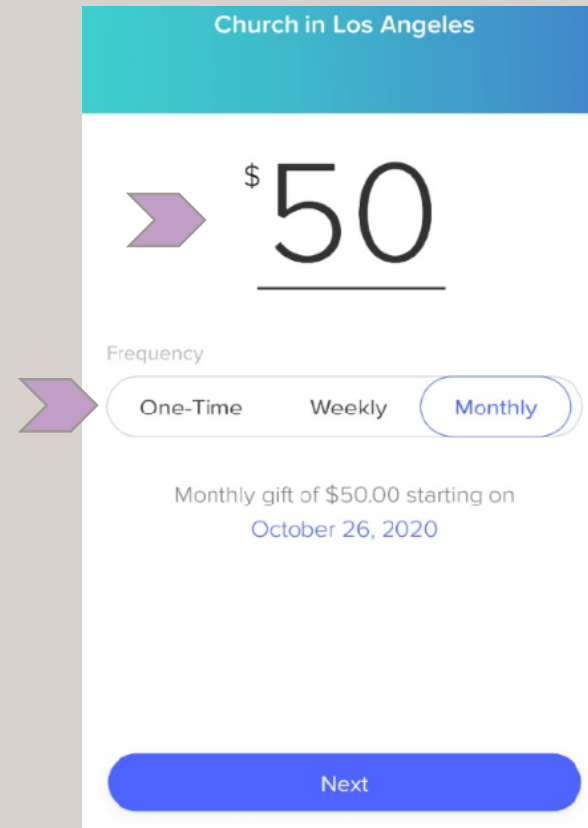 Church in Los Angeles
$50
Frequency
One-Time Weekly Monthly
Monthly gift of $50.00 starting on
October 26, 2020
Next